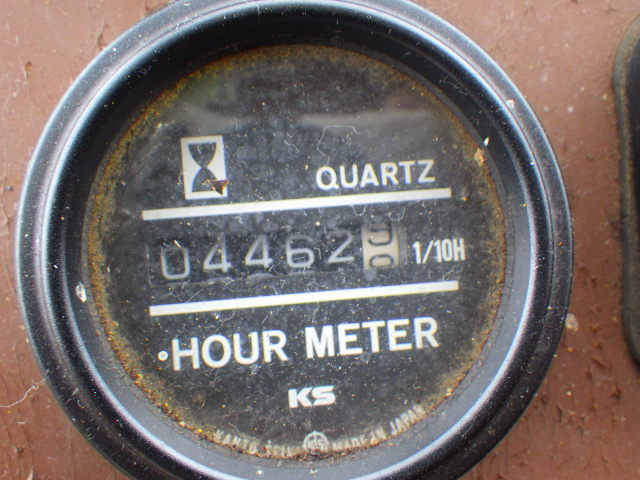 QUARTZ
04462 1/10H
HOUR METER
KS
MADE IN JAPAN